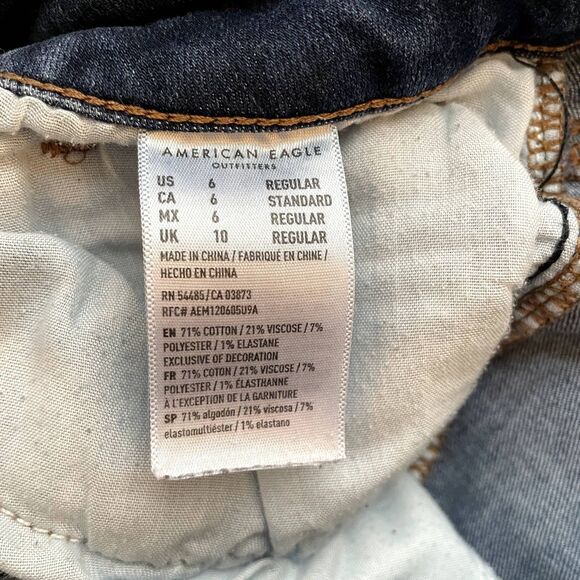 AMERICAN EAGLE
OUTFITTERS
US 6 REGULAR
CA 6 STANDARD
MX 6 REGULAR
UK 10 REGULAR
MADE IN CHINA / FABRIQUÉ EN CHINE /
HECHO EN CHINA
RN 54485/CA 03873
RFC# AEM120605U9A
EN 71% COTTON / 21% VISCOSE / 7%
POLYESTER / 1% ELASTANE
EXCLUSIVE OF DECORATION
FR 71% COTON / 21% VISCOSE / 7%
POLYESTER / 1% ÉLASTHANNE
À L'EXCEPTION DE LA GARNITURE
SP 71% algodón / 21% viscosa / 7%
elastomultiéster / 1% elastano